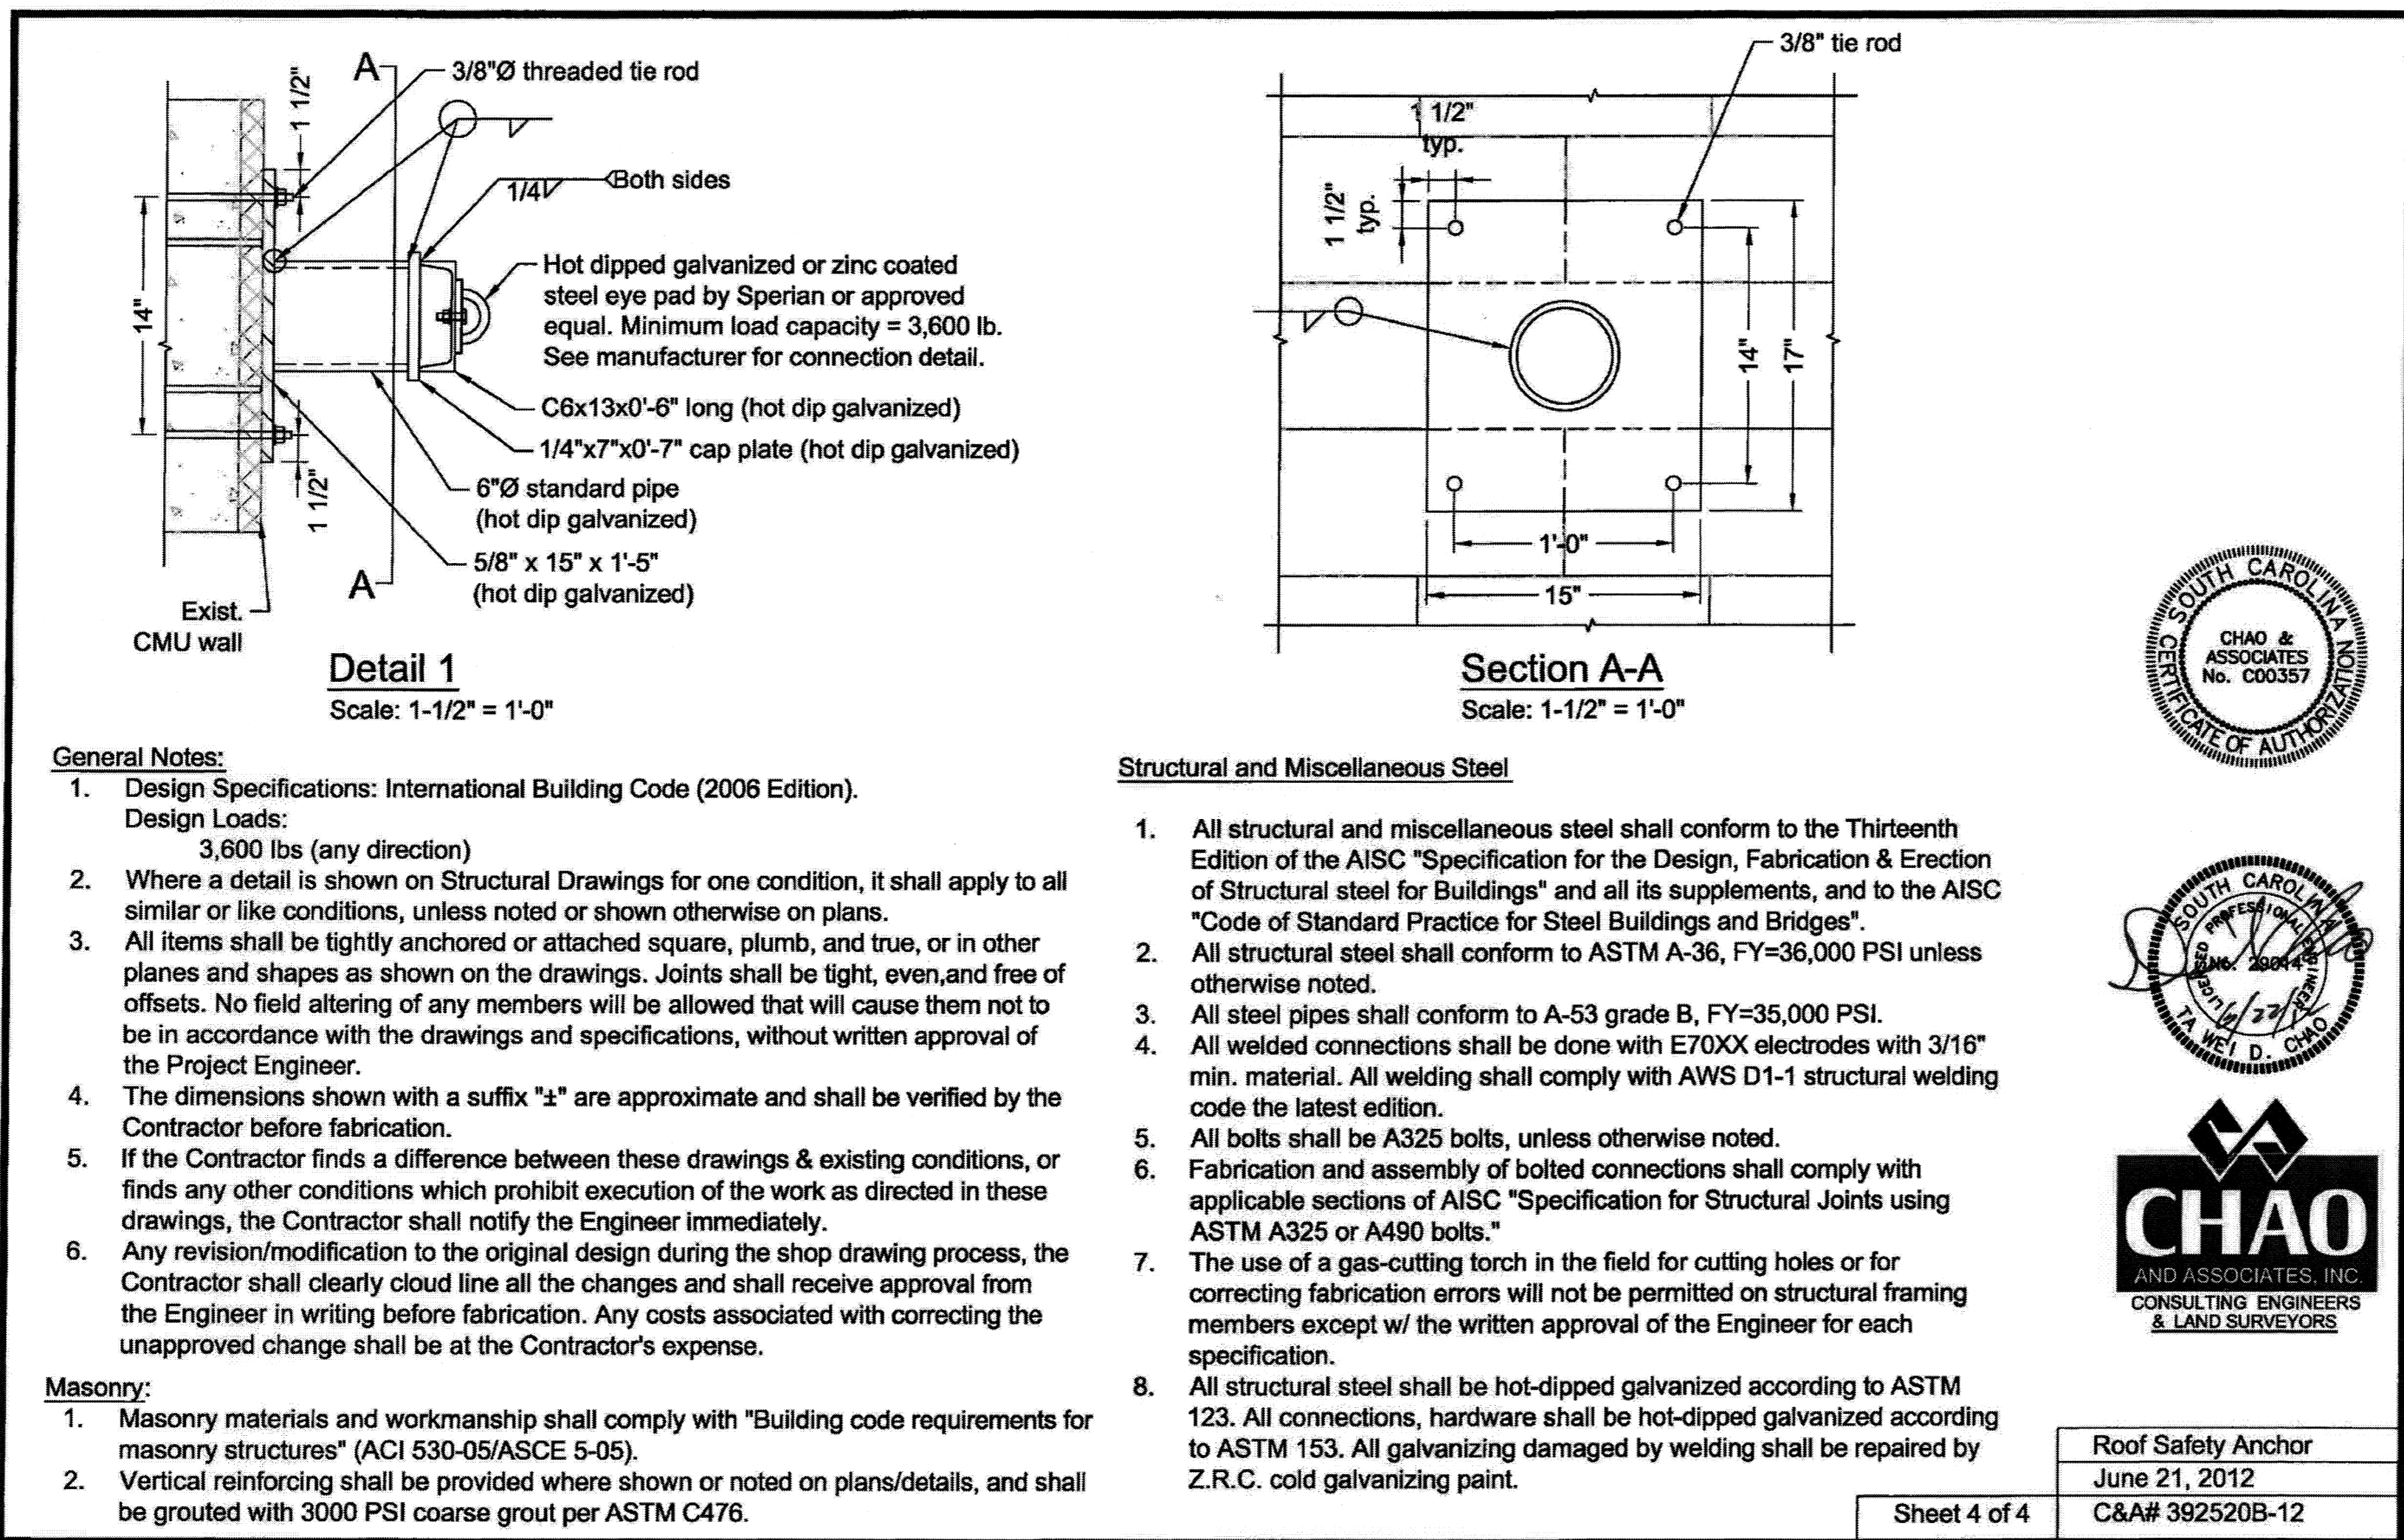 A
3/8"Ø threaded tie rod
1 1/2"
1/4
Both sides
14"
Hot dipped galvanized or zinc coated
steel eye pad by Sperian or approved
equal. Minimum load capacity = 3,600 lb.
See manufacturer for connection detail.
C6x13x0'-6" long (hot dip galvanized)
1/4"x7"x0'-7" cap plate (hot dip galvanized)
6"Ø standard pipe
(hot dip galvanized)
1 1/2"
5/8" x 15" x 1'-5"
(hot dip galvanized)
A
Exist.
CMU wall
Detail 1
Scale: 1-1/2" = 1'-0"
3/8" tie rod
1 1/2"
typ.
1 1/2"
typ.
14"
17"
1'-0"
15"
Section A-A
Scale: 1-1/2" = 1'-0"
General Notes:
1. Design Specifications: International Building Code (2006 Edition).
Design Loads:
3,600 lbs (any direction)
2. Where a detail is shown on Structural Drawings for one condition, it shall apply to all
similar or like conditions, unless noted or shown otherwise on plans.
3. All items shall be tightly anchored or attached square, plumb, and true, or in other
planes and shapes as shown on the drawings. Joints shall be tight, even,and free of
offsets. No field altering of any members will be allowed that will cause them not to
be in accordance with the drawings and specifications, without written approval of
the Project Engineer.
4. The dimensions shown with a suffix "±" are approximate and shall be verified by the
Contractor before fabrication.
5. If the Contractor finds a difference between these drawings & existing conditions, or
finds any other conditions which prohibit execution of the work as directed in these
drawings, the Contractor shall notify the Engineer immediately.
6. Any revision/modification to the original design during the shop drawing process, the
Contractor shall clearly cloud line all the changes and shall receive approval from
the Engineer in writing before fabrication. Any costs associated with correcting the
unapproved change shall be at the Contractor's expense.
Masonry:
1. Masonry materials and workmanship shall comply with "Building code requirements for
masonry structures" (ACI 530-05/ASCE 5-05).
2. Vertical reinforcing shall be provided where shown or noted on plans/details, and shall
be grouted with 3000 PSI coarse grout per ASTM C476.
Structural and Miscellaneous Steel
1. All structural and miscellaneous steel shall conform to the Thirteenth
Edition of the AISC "Specification for the Design, Fabrication & Erection
of Structural steel for Buildings" and all its supplements, and to the AISC
"Code of Standard Practice for Steel Buildings and Bridges".
2. All structural steel shall conform to ASTM A-36, FY=36,000 PSI unless
otherwise noted.
3. All steel pipes shall conform to A-53 grade B, FY=35,000 PSI.
4. All welded connections shall be done with E70XX electrodes with 3/16"
min. material. All welding shall comply with AWS D1-1 structural welding
code the latest edition.
5. All bolts shall be A325 bolts, unless otherwise noted.
6. Fabrication and assembly of bolted connections shall comply with
applicable sections of AISC "Specification for Structural Joints using
ASTM A325 or A490 bolts."
7. The use of a gas-cutting torch in the field for cutting holes or for
correcting fabrication errors will not be permitted on structural framing
members except w/ the written approval of the Engineer for each
specification.
8. All structural steel shall be hot-dipped galvanized according to ASTM
123. All connections, hardware shall be hot-dipped galvanized according
to ASTM 153. All galvanizing damaged by welding shall be repaired by
Z.R.C. cold galvanizing paint.
SOUTH CAROLINA
CERTIFICATE OF AUTHORIZATION
CHAO &
ASSOCIATES
No. C00357
SOUTH CAROLINA
LICENSED PROFESSIONAL ENGINEER
No. 29044
TA WEI D. CHAO
CHAO
AND ASSOCIATES, INC.
CONSULTING ENGINEERS
& LAND SURVEYORS
Roof Safety Anchor
June 21, 2012
Sheet 4 of 4
C&A# 392520B-12